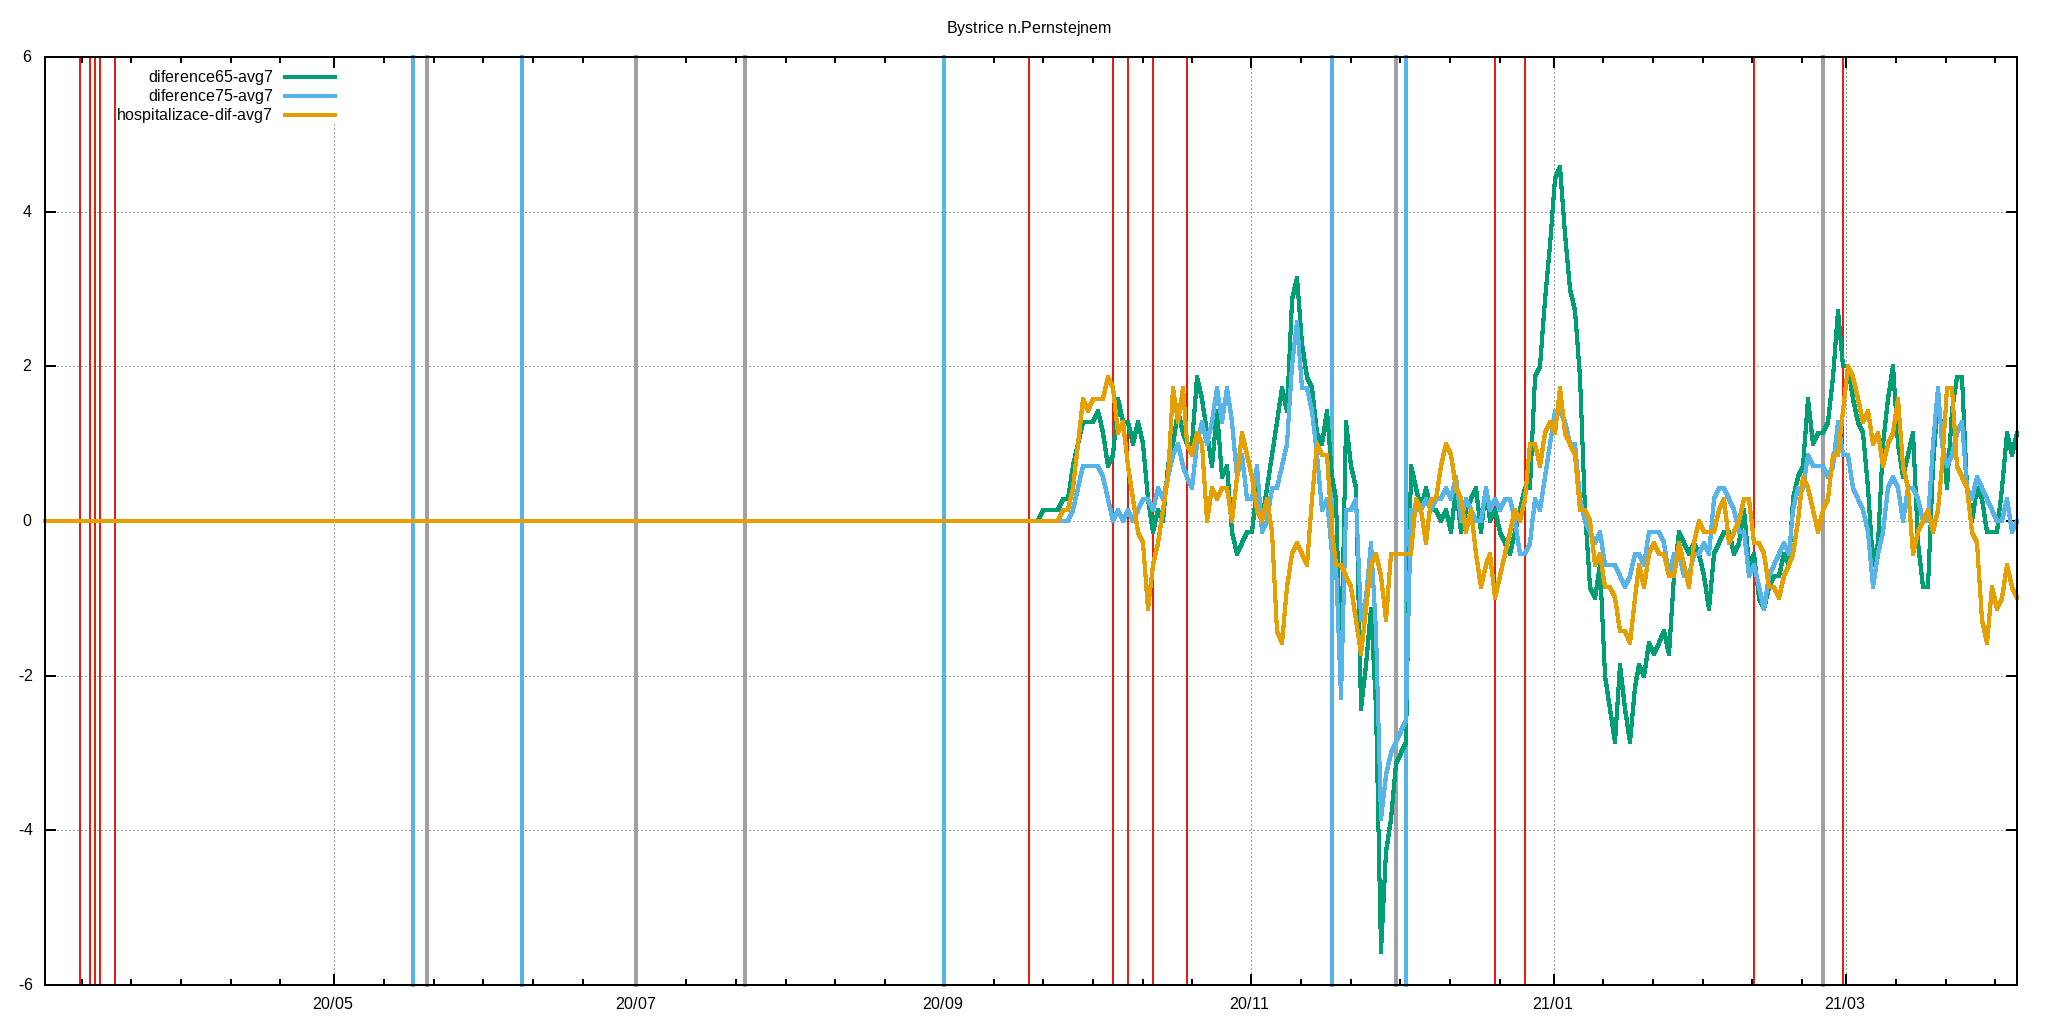 Bystrice n.Pernstejnem
6
diference65-avg7
diference75-avg7
hospitalizace-dif-avg7
4
2
0
-2
-4
-6
20/05 20/07 20/09 20/11 21/01 21/03